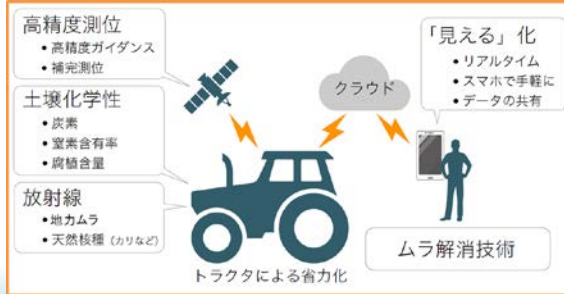 高精度測位
• 高精度ガイダンス
• 補完測位
土壌化学性
• 炭素
• 窒素含有率
• 腐植含量
放射線
• 地力ムラ
• 天然核種（カリなど）
クラウド
「見える」化
• リアルタイム
• スマホで手軽に
• データの共有
トラクタによる省力化
ムラ解消技術